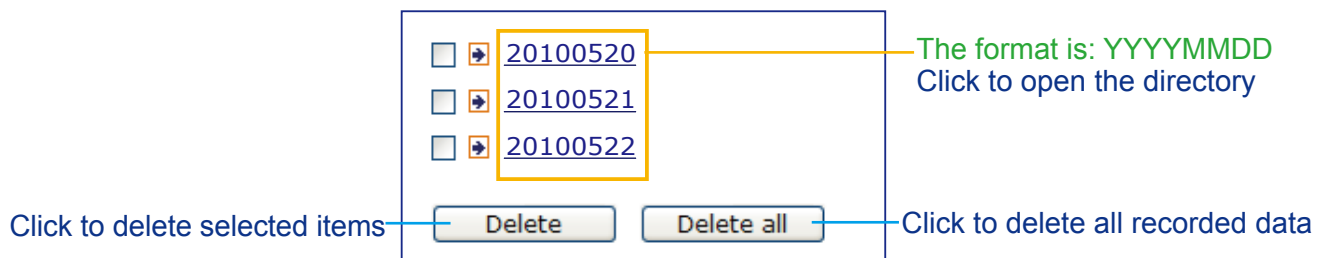 20100520
The format is: YYYYMMDD
Click to open the directory
20100521
20100522
Click to delete selected items
Delete
Delete all
Click to delete all recorded data